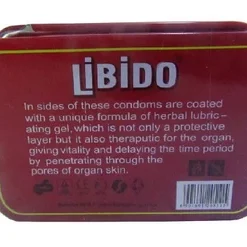 LiBiDO
In sides of these condoms are coated
with a unique formula of herbal lubric –
ating gel, which is not only a protective
layer but it also theraputic for the organ,
giving vitality and delaying the time period
by penetrating through the
pores of organ skin.